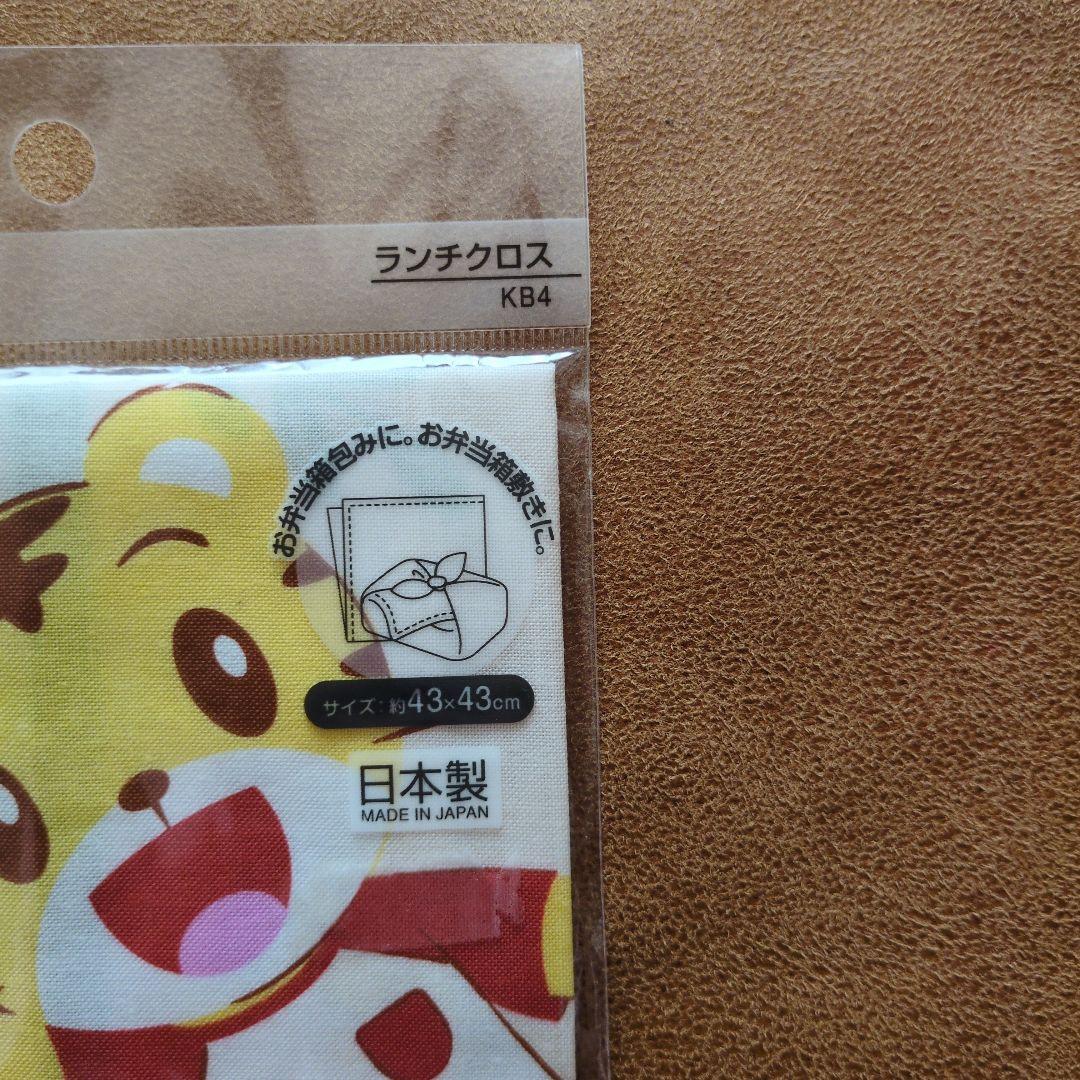 ランチクロス
KB4
お弁当箱包みに。お弁当箱敷きに。
サイズ:約43×43cm
日本製
MADE IN JAPAN